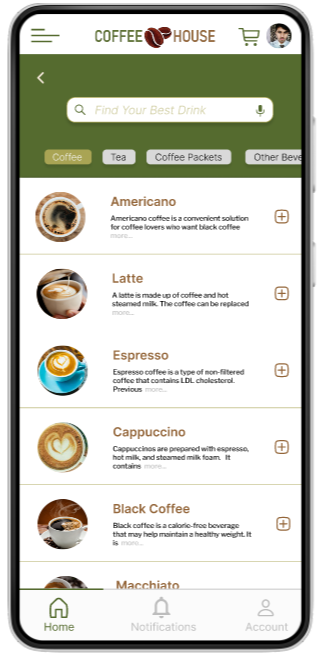 COFFEE HOUSE
Find Your Best Drink
Coffee Tea Coffee Packets Other Beve
Americano
Americano coffee is a convenient solution
for coffee lovers who want black coffee
more...
Latte
A latte is made up of coffee and hot
steamed milk. The coffee can be replaced
more...
Espresso
Espresso coffee is a type of non-filtered
coffee that contains LDL cholesterol.
Previous more...
Cappuccino
Cappuccinos are prepared with espresso,
hot milk, and steamed milk foam. It
contains more...
Black Coffee
Black coffee is a calorie-free beverage
that may help maintain a healthy weight. It
is more...
Macchiato
Home Notifications Account